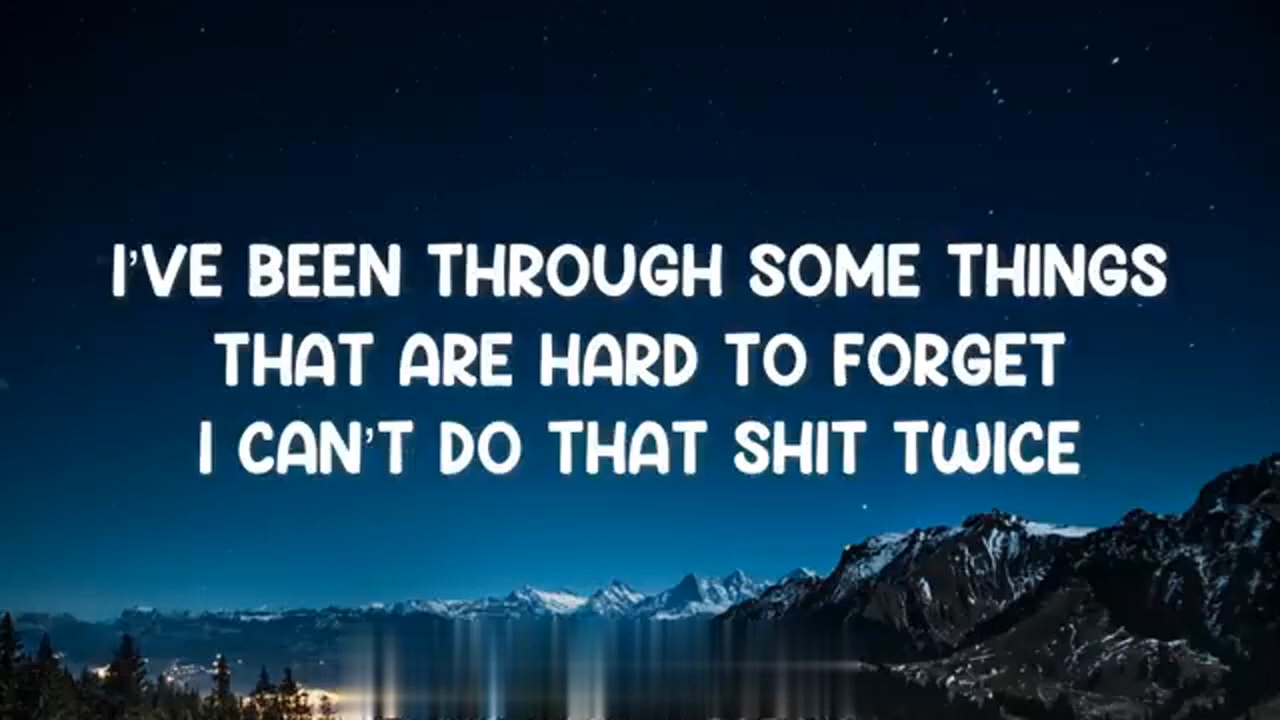 I'VE BEEN THROUGH SOME THINGS
THAT ARE HARD TO FORGET
I CAN'T DO THAT SHIT TWICE